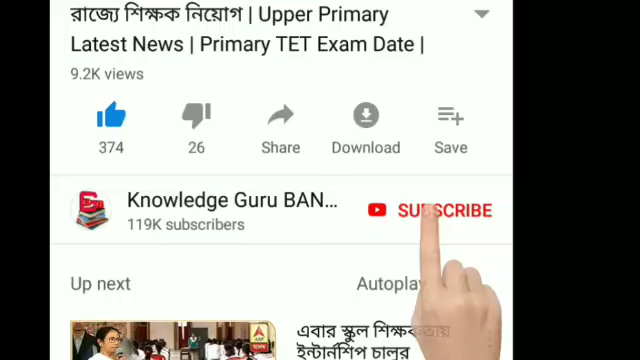 রাজ্যে শিক্ষক নিয়োগ | Upper Primary
Latest News | Primary TET Exam Date |
9.2K views
374
26
Share
Download
Save
Knowledge Guru BAN...
119K subscribers
SUBSCRIBE
Up next
Autoplay
এবার স্কুল শিক্ষকতায়
ইন্টার্নশিপ চালুর